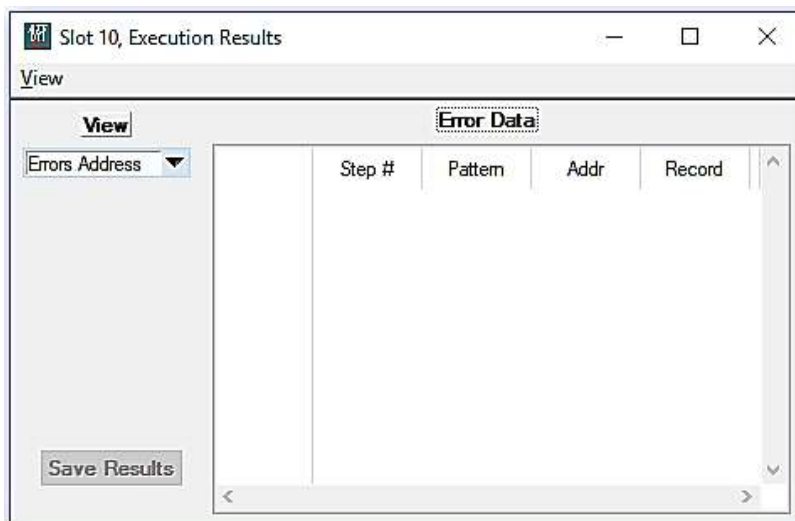 Slot 10, Execution Results
View
View
Error Data
Errors Address
Step # Pattern Addr Record
Save Results